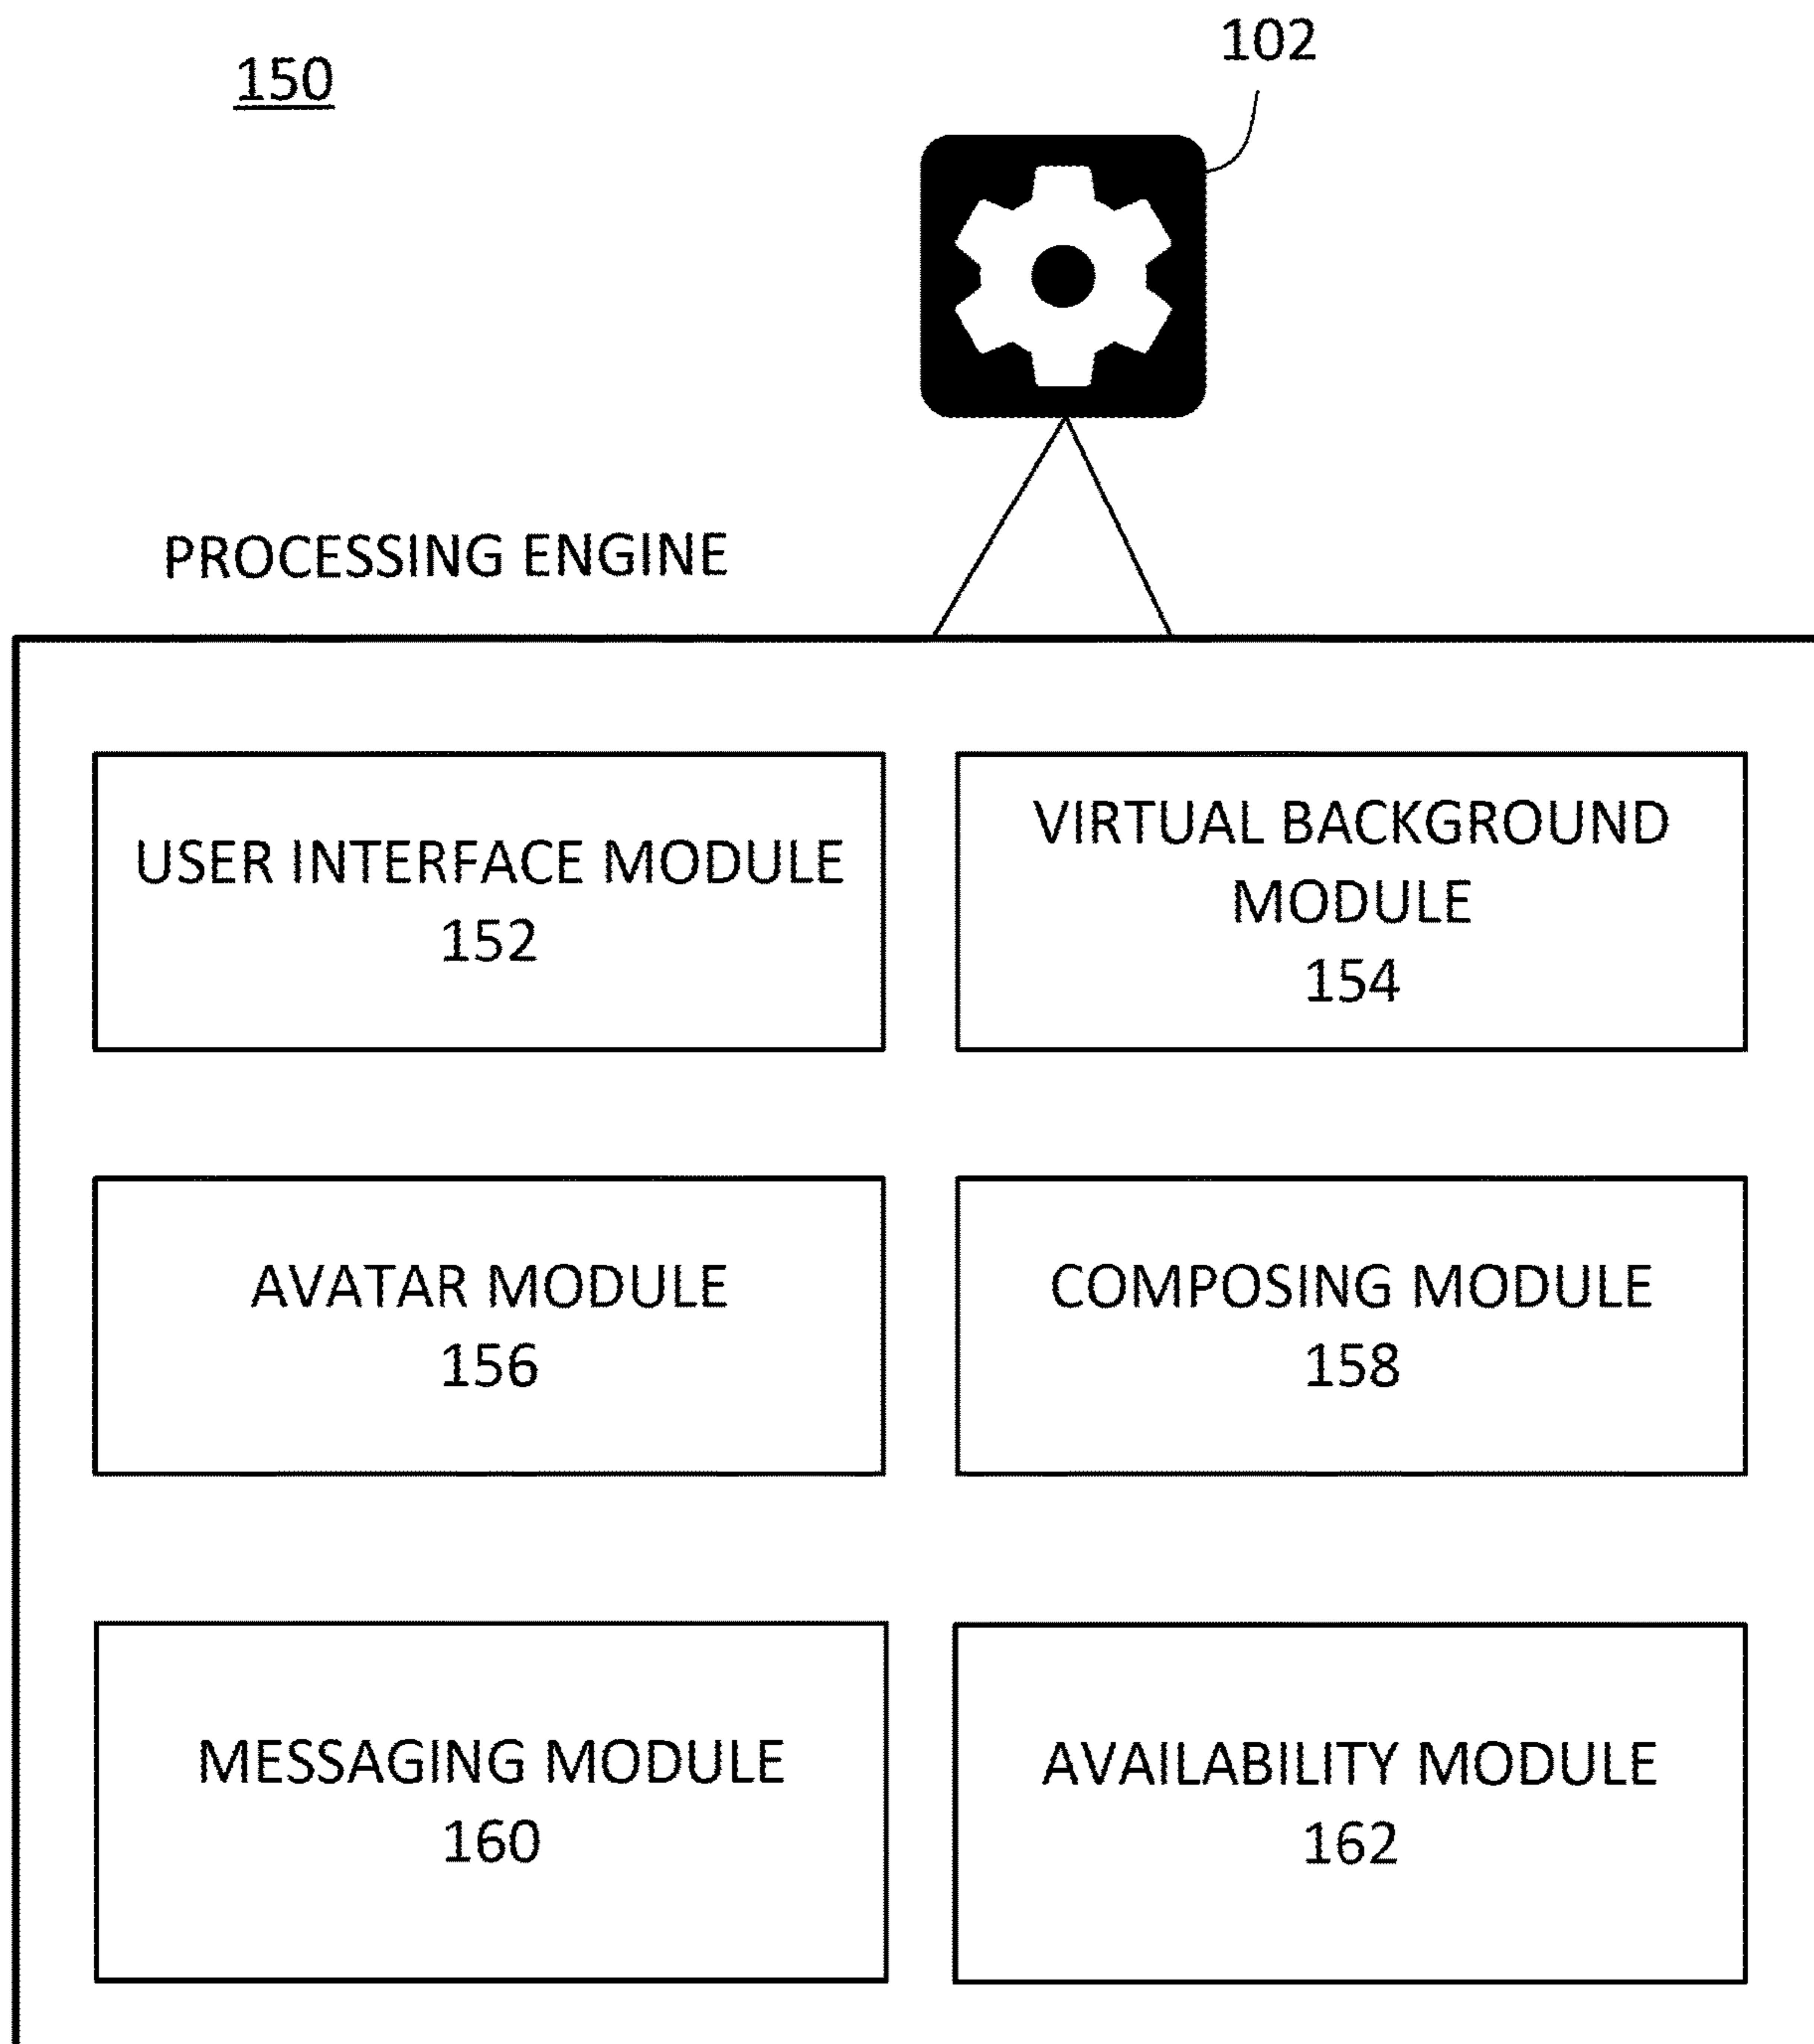 150
102
PROCESSING ENGINE
USER INTERFACE MODULE
152
VIRTUAL BACKGROUND
MODULE
154
AVATAR MODULE
156
COMPOSING MODULE
158
MESSAGING MODULE
160
AVAILABILITY MODULE
162